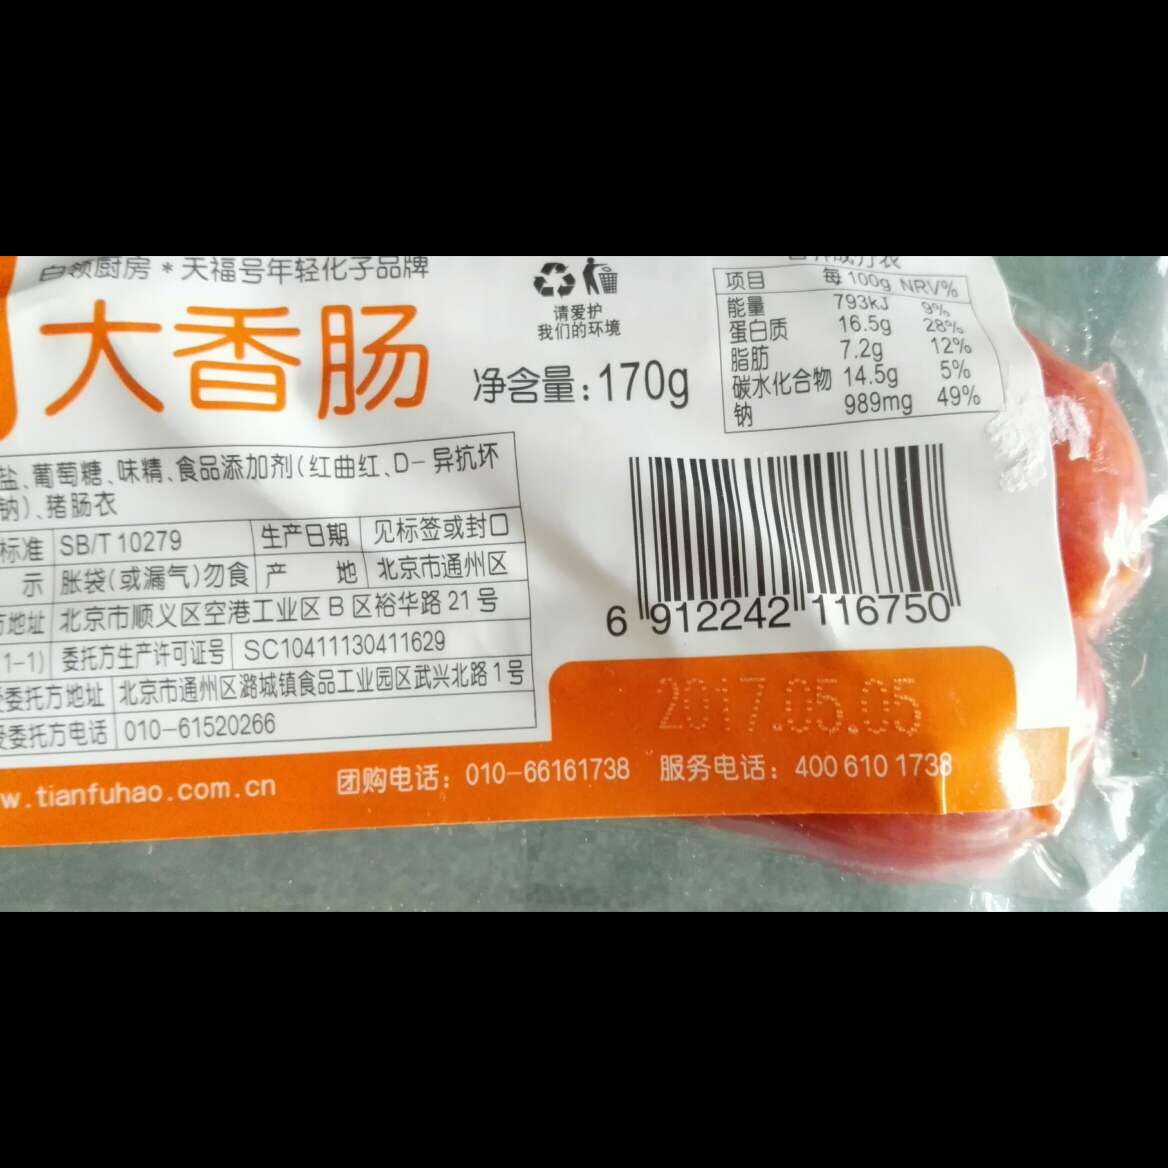 白领厨房*天福号年轻化子品牌
大香肠
请爱护
我们的环境
净含量:170g
项目 每100g NRV%
能量 793kJ 9%
蛋白质 16.5g 28%
脂肪 7.2g 12%
碳水化合物 14.5g 5%
钠 989mg 49%
盐、葡萄糖、味精、食品添加剂(红曲红、D-异抗坏
钠)、猪肠衣
标准 SB/T 10279 生产日期 见标签或封口
示 胀袋(或漏气)勿食 产 地 北京市通州区
方地址 北京市顺义区空港工业区B区裕华路21号
1-1) 委托方生产许可证号 SC10411130411629
受委托方地址 北京市通州区潞城镇食品工业园区武兴北路1号
受委托方电话 010-61520266
6 912242 116750
2017.05.05
w.tianfuhao.com.cn 团购电话: 010-66161738 服务电话: 400 610 1738